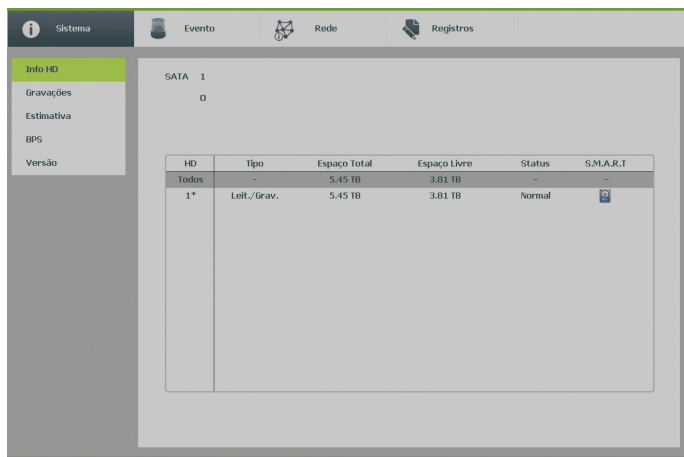 Sistema Evento Rede Registros
Info HD
Gravações
Estimativa
BPS
Versão
SATA 1
O
HD Tipo Espaço Total Espaço Livre Status S.M.A.R.T
Todos - 5.45 TB 3.81 TB - -
1* Leit./Grav. 5.45 TB 3.81 TB Normal